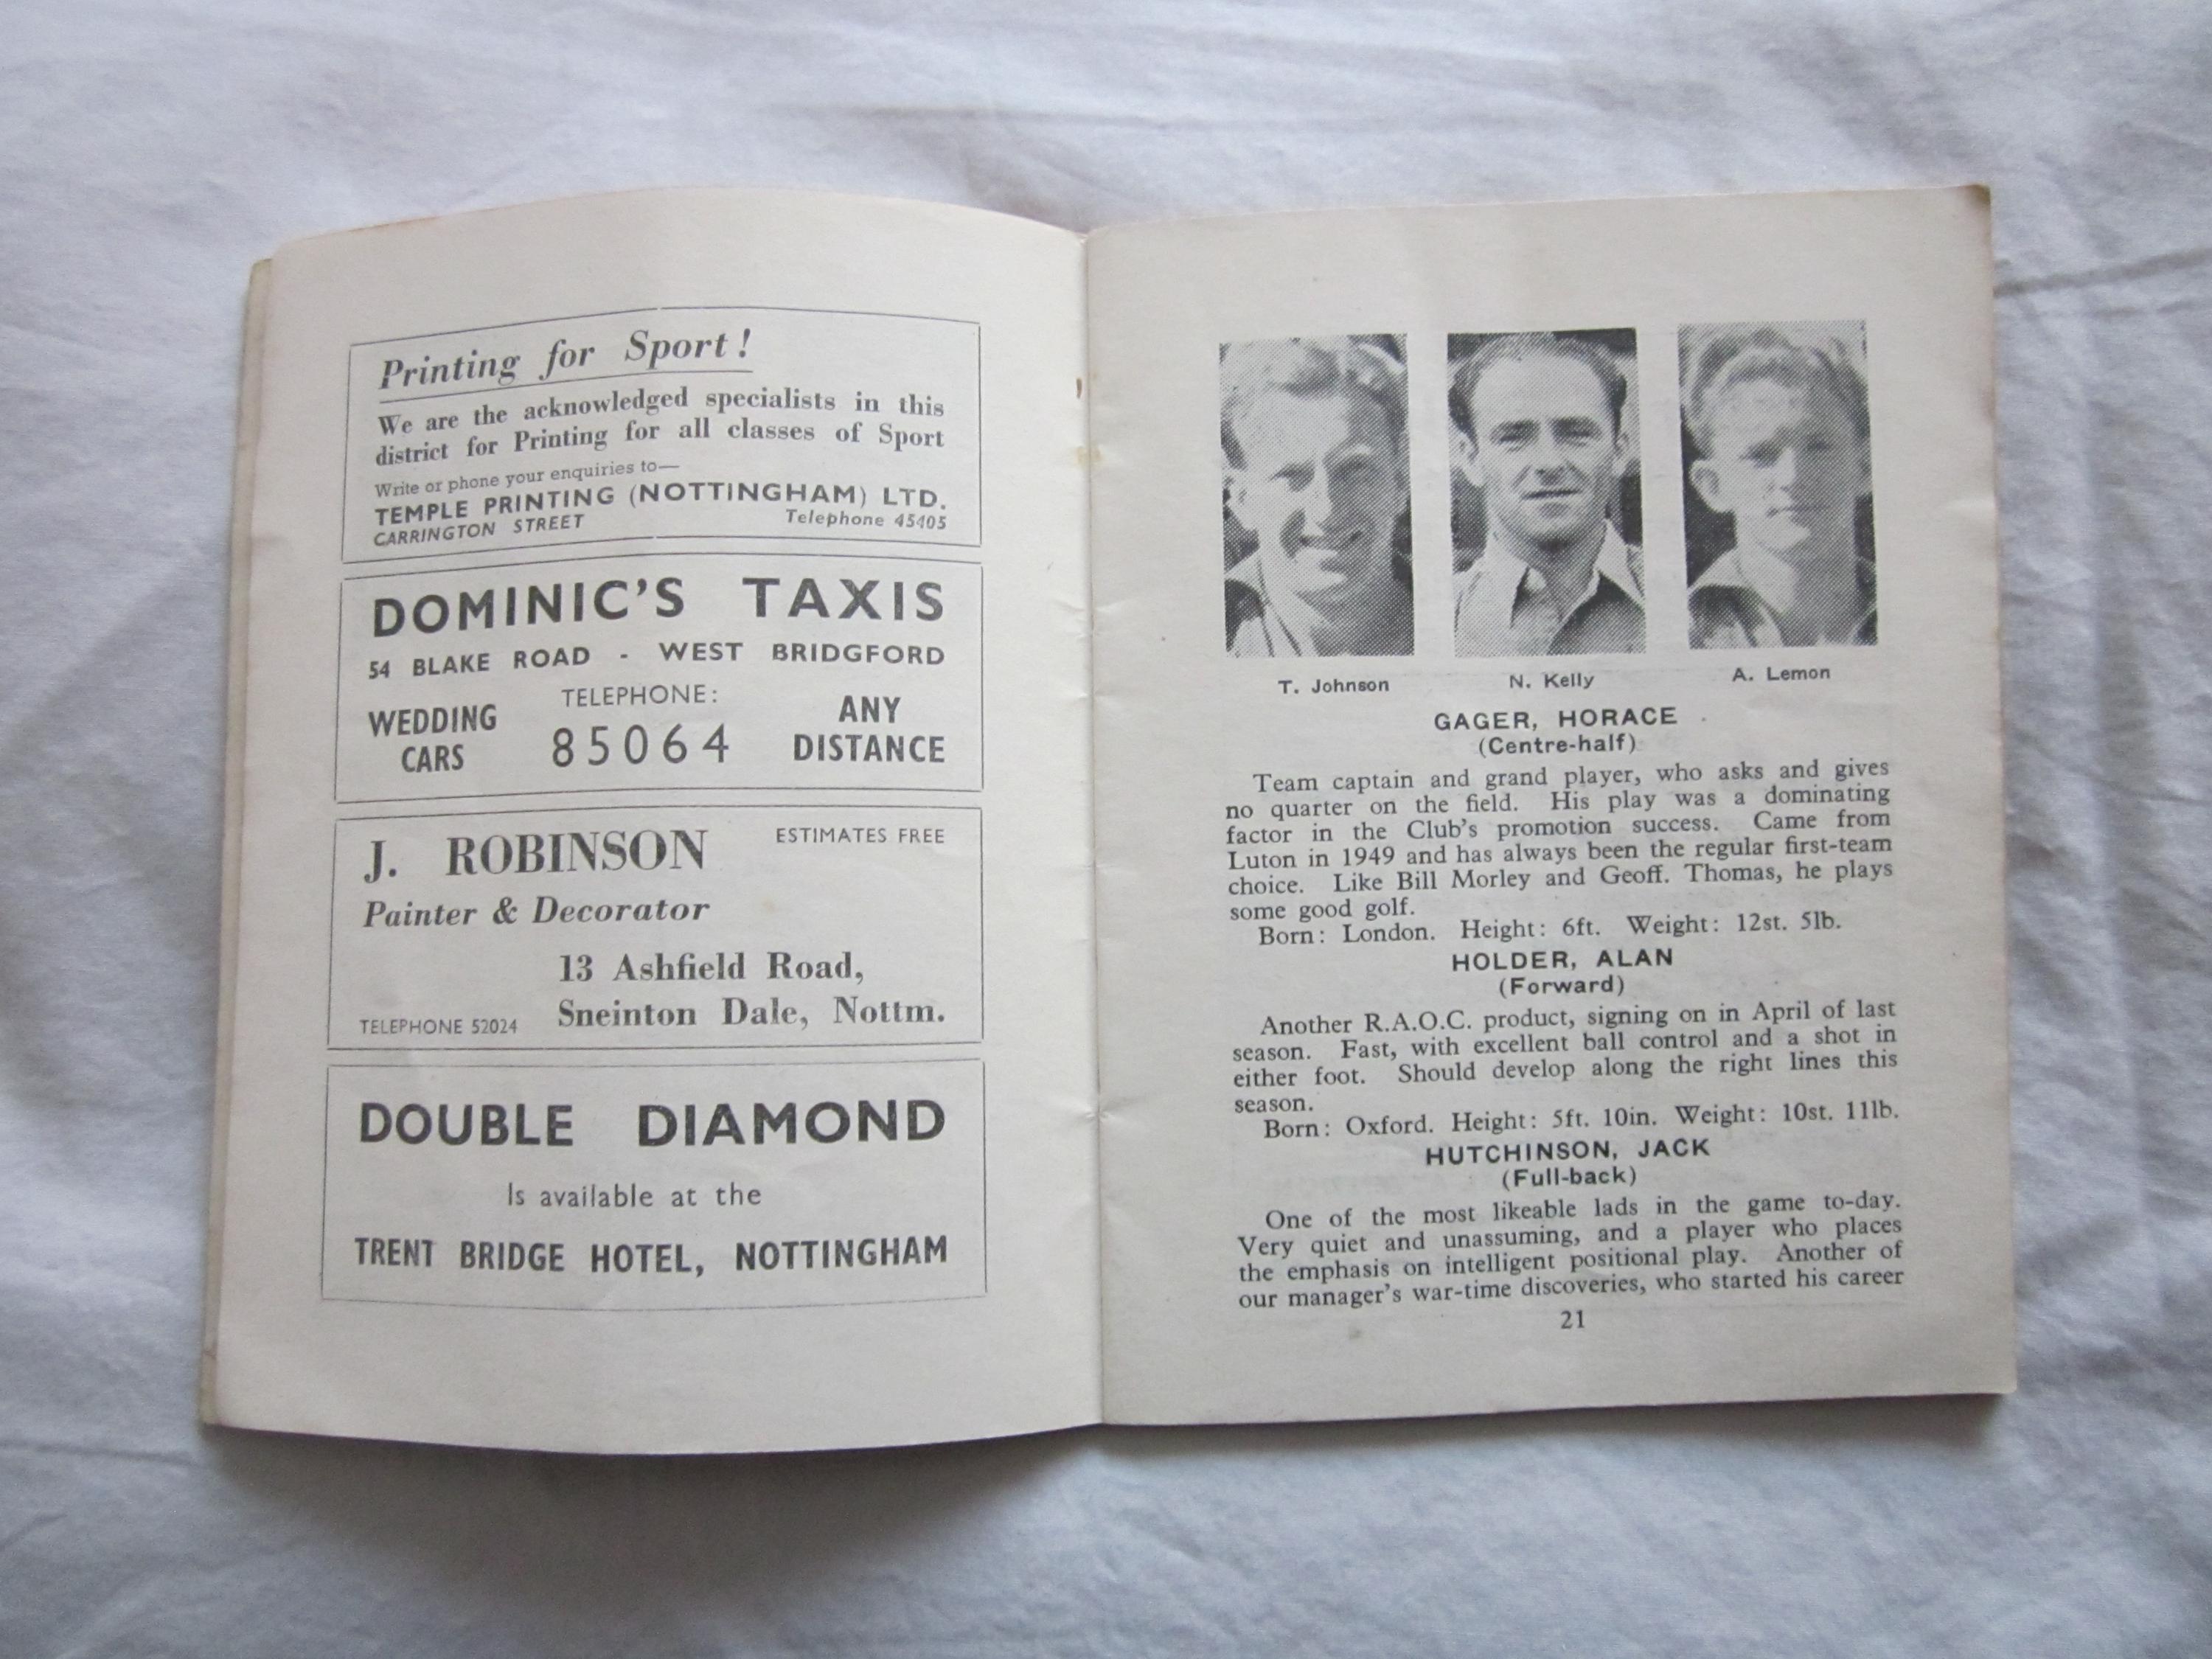 Printing for Sport!
We are the acknowledged specialists in this
district for Printing for all classes of Sport
Write or phone your enquiries to—
TEMPLE PRINTING (NOTTINGHAM) LTD.
CARRINGTON STREET Telephone 45405
DOMINIC'S TAXIS
54 BLAKE ROAD - WEST BRIDGFORD
WEDDING CARS
TELEPHONE:
85064
ANY DISTANCE
J. ROBINSON ESTIMATES FREE
Painter & Decorator
13 Ashfield Road,
TELEPHONE 52024 Sneinton Dale, Nottm.
DOUBLE DIAMOND
Is available at the
TRENT BRIDGE HOTEL, NOTTINGHAM
T. Johnson N. Kelly A. Lemon
GAGER, HORACE
(Centre-half)
Team captain and grand player, who asks and gives
no quarter on the field. His play was a dominating
factor in the Club's promotion success. Came from
Luton in 1949 and has always been the regular first-team
choice. Like Bill Morley and Geoff. Thomas, he plays
some good golf.
Born: London. Height: 6ft. Weight: 12st. 5lb.
HOLDER, ALAN
(Forward)
Another R.A.O.C. product, signing on in April of last
season. Fast, with excellent ball control and a shot in
either foot. Should develop along the right lines this
season.
Born: Oxford. Height: 5ft. 10in. Weight: 10st. 11lb.
HUTCHINSON, JACK
(Full-back)
One of the most likeable lads in the game to-day.
Very quiet and unassuming, and a player who places
the emphasis on intelligent positional play. Another of
our manager's war-time discoveries, who started his career
21